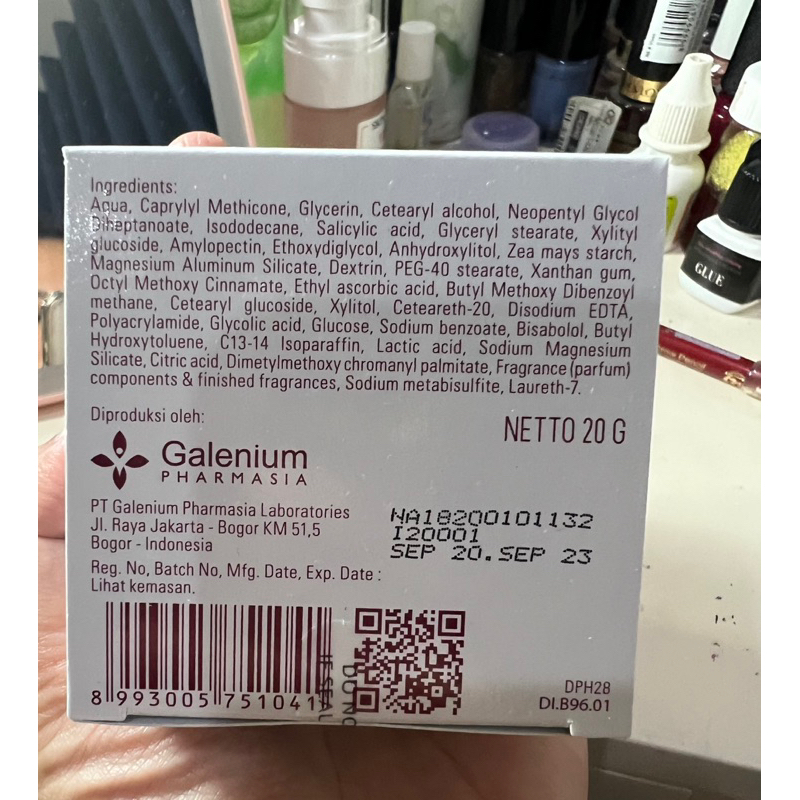 Ingredients:
Aqua, Caprylyl Methicone, Glycerin, Cetearyl alcohol, Neopentyl Glycol
Diheptanoate, Isododecane, Salicylic acid, Glyceryl stearate, Xylityl
glucoside, Amylopectin, Ethoxydiglycol, Anhydroxylitol, Zea mays starch,
Magnesium Aluminum Silicate, Dextrin, PEG-40 stearate, Xanthan gum,
Octyl Methoxy Cinnamate, Ethyl ascorbic acid, Butyl Methoxy Dibenzoyl
methane, Cetearyl glucoside, Xylitol, Ceteareth-20, Disodium EDTA,
Polyacrylamide, Glycolic acid, Glucose, Sodium benzoate, Bisabolol, Butyl
Hydroxytoluene, C13-14 Isoparaffin, Lactic acid, Sodium Magnesium
Silicate, Citric acid, Dimetylmethoxy chromanyl palmitate, Fragrance (parfum)
components & finished fragrances, Sodium metabisulfite, Laureth-7.
Diproduksi oleh:
NETTO 20 G
Galenium
PHARMASIA
PT Galenium Pharmasia Laboratories
Jl. Raya Jakarta - Bogor KM 51,5
Bogor - Indonesia
NA18200101132
I20001
SEP 20.SEP 23
Reg. No, Batch No, Mfg. Date, Exp. Date :
Lihat kemasan.
8 993005 751041
IF SEAL
DO NO
DPH28
DI.B96.01
GLUE